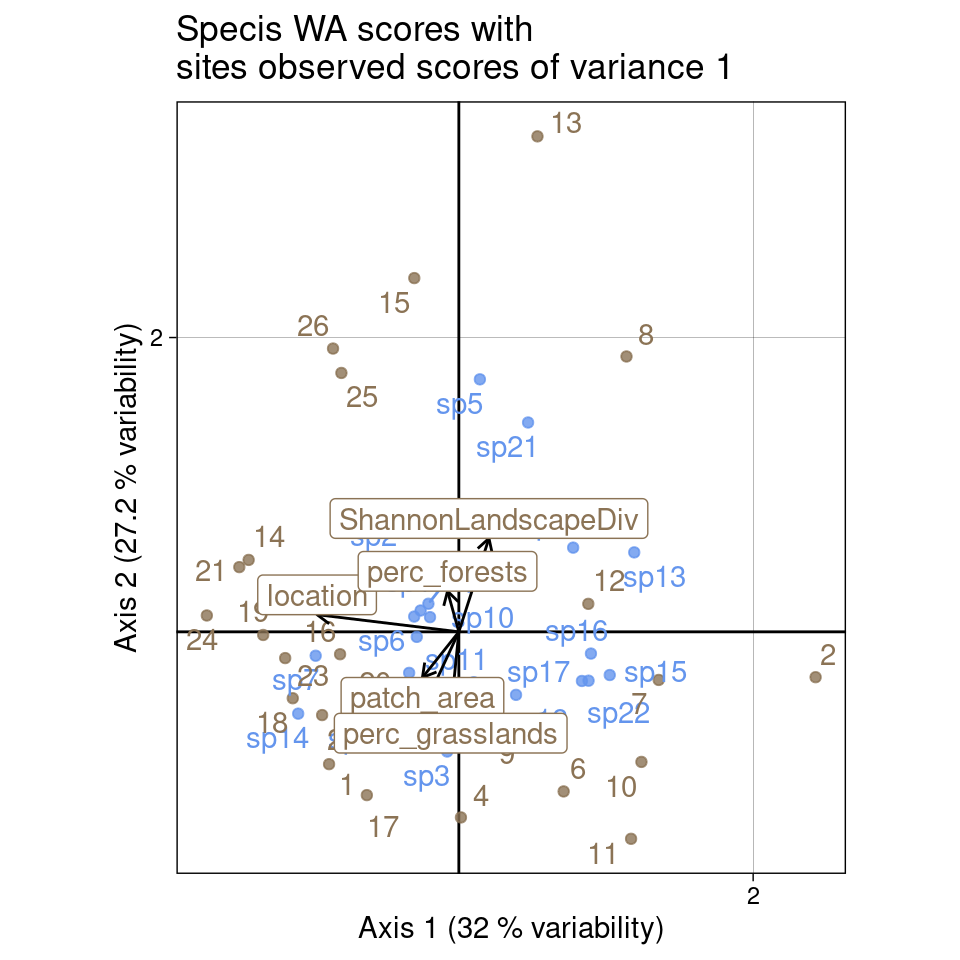 Specis WA scores with
sites observed scores of variance 1
13
15
26
8
25
sp5
sp21
ShannonLandscapeDiv
sp2
14
perc_forests
21
12
sp13
location
19
sp10
24
16
sp6
sp16
sp11
2
23
sp7
sp17
sp15
patch_area
7
18
sp22
sp14
perc_grasslands
9
6
1
sp3
10
4
17
11
2
2
Axis 1 (32 % variability)
Axis 2 (27.2 % variability)